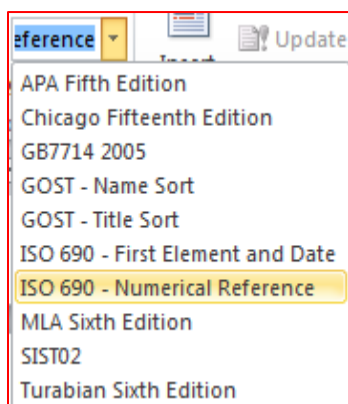 eference Update
APA Fifth Edition
Chicago Fifteenth Edition
GB7714 2005
GOST - Name Sort
GOST - Title Sort
ISO 690 - First Element and Date
ISO 690 - Numerical Reference
MLA Sixth Edition
SIST02
Turabian Sixth Edition